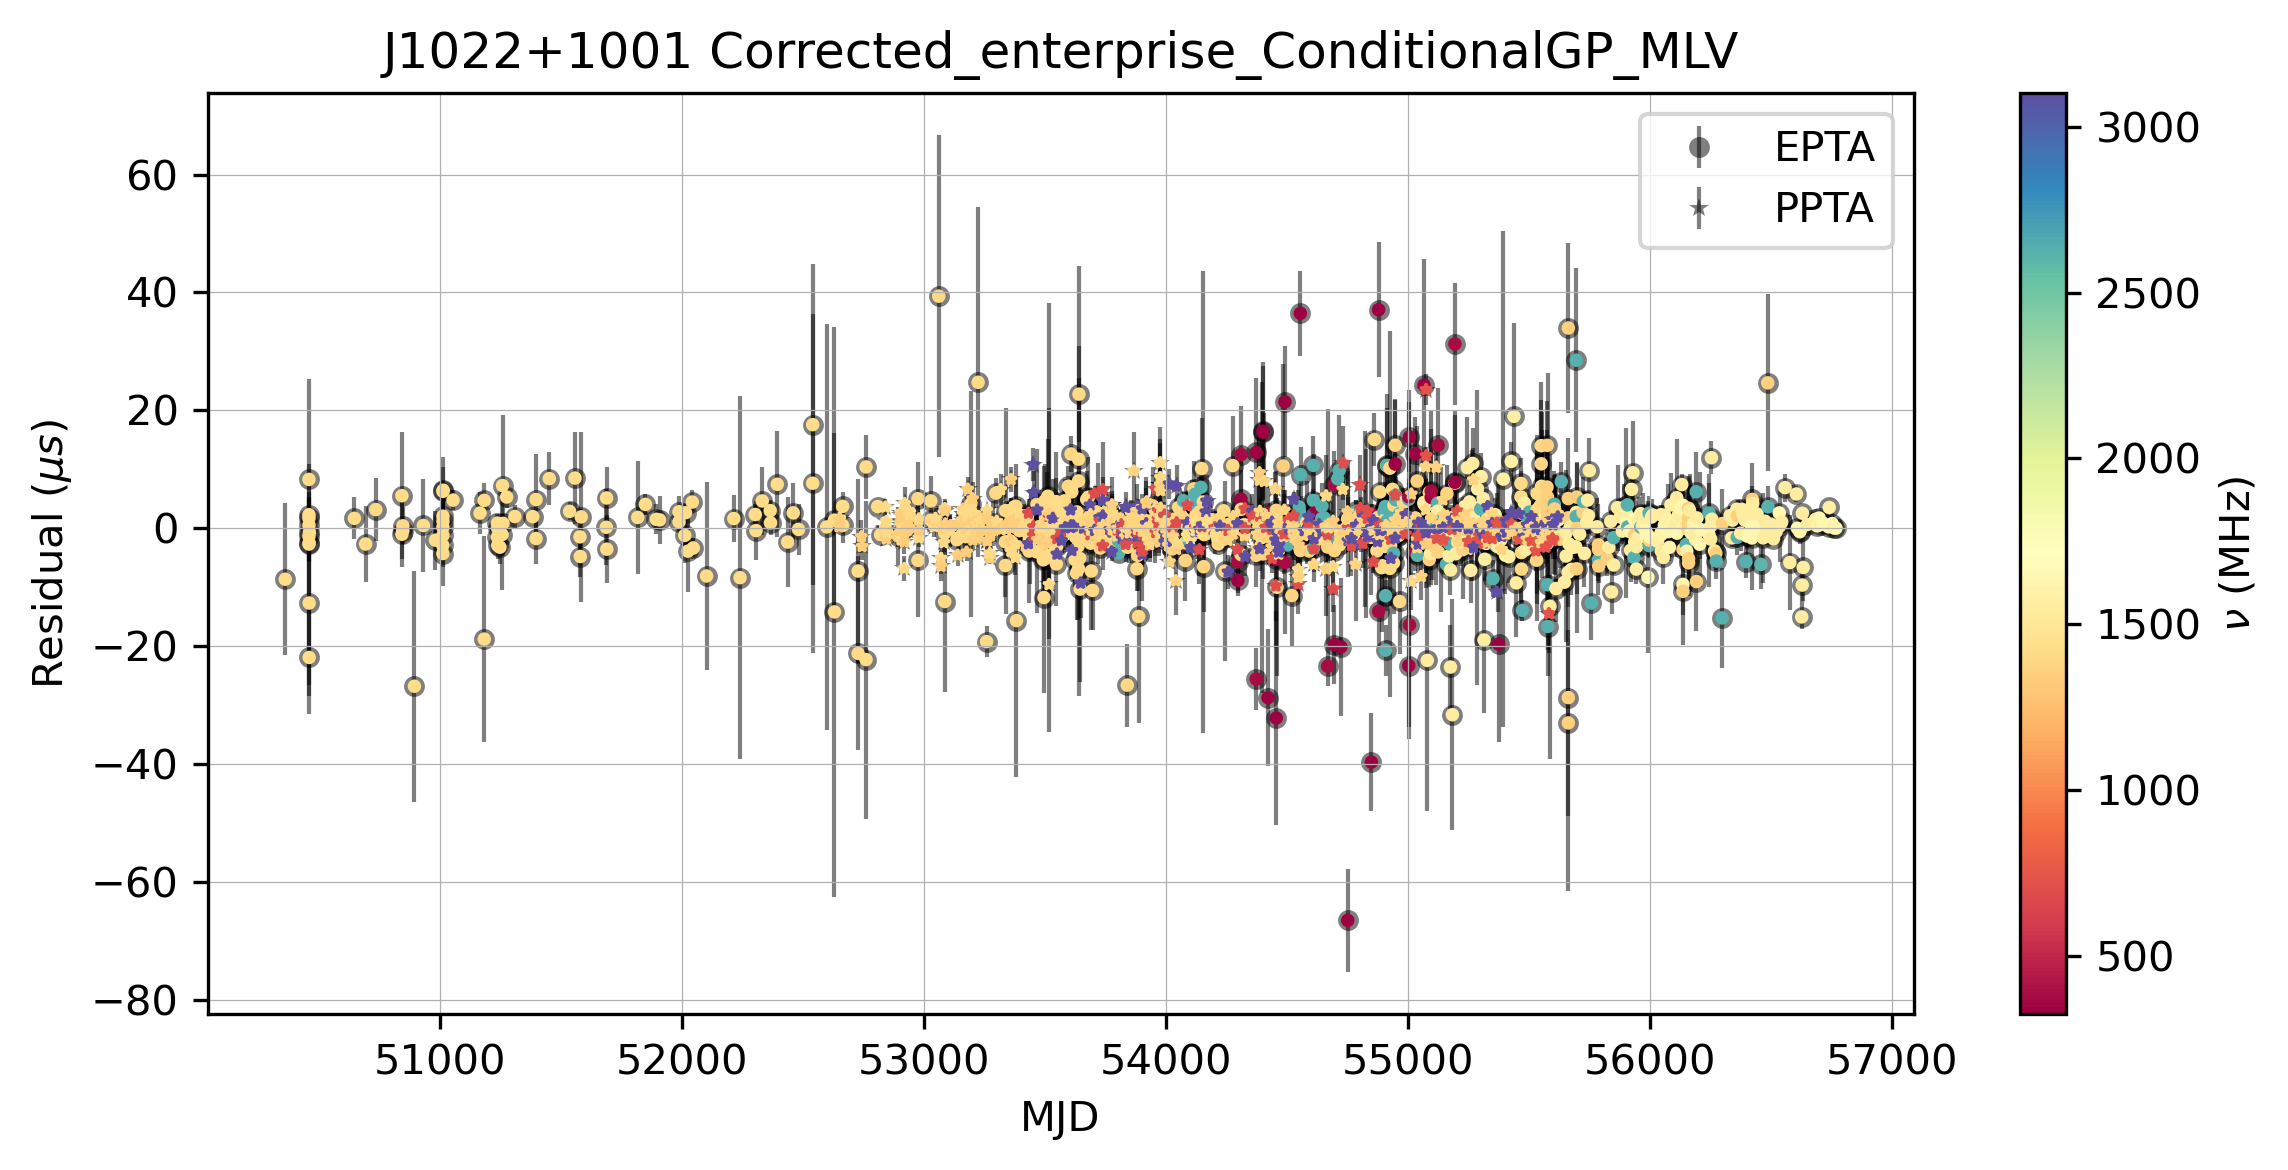 J1022+1001 Corrected_enterprise_ConditionalGP_MLV
EPTA
PPTA
Residual (μs)
60
40
20
0
−20
−40
−60
−80
51000 52000 53000 54000 55000 56000 57000
MJD
3000
2500
2000
1500
1000
500
ν (MHz)